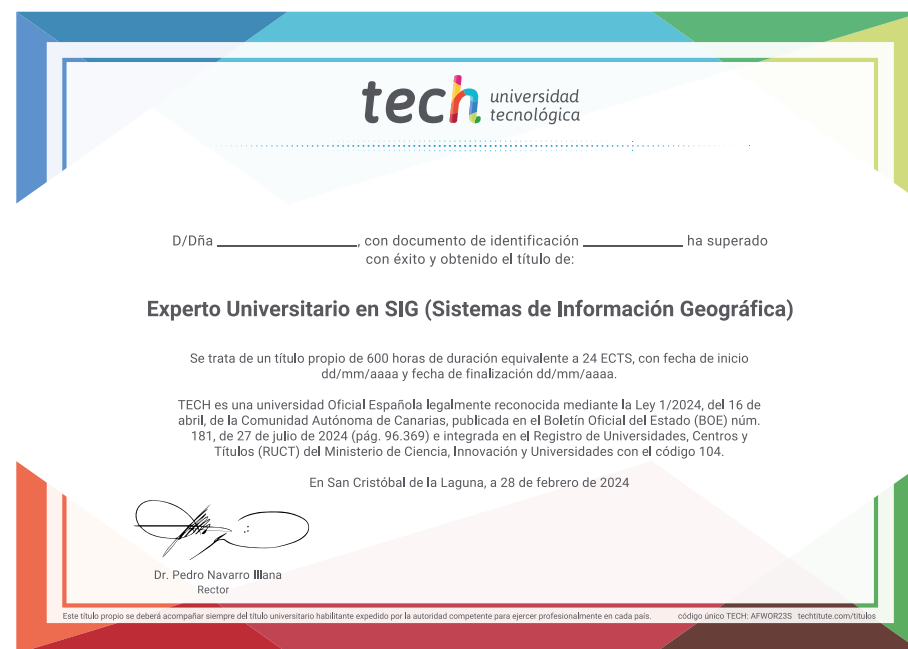 tech universidad
tecnológica
D/Dña ________________, con documento de identificación ____________ ha superado
con éxito y obtenido el título de:
Experto Universitario en SIG (Sistemas de Información Geográfica)
Se trata de un título propio de 600 horas de duración equivalente a 24 ECTS, con fecha de inicio
dd/mm/aaaa y fecha de finalización dd/mm/aaaa.
TECH es una universidad Oficial Española legalmente reconocida mediante la Ley 1/2024, del 16 de
abril, de la Comunidad Autónoma de Canarias, publicada en el Boletín Oficial del Estado (BOE) núm.
181, de 27 de julio de 2024 (pág. 96.369) e integrada en el Registro de Universidades, Centros y
Títulos (RUCT) del Ministerio de Ciencia, Innovación y Universidades con el código 104.
En San Cristóbal de la Laguna, a 28 de febrero de 2024
Dr. Pedro Navarro Illana
Rector
Este título propio se deberá acompañar siempre del título universitario habilitante expedido por la autoridad competente para ejercer profesionalmente en cada país. código único TECH: AFWOR23S techtitute.com/titulos